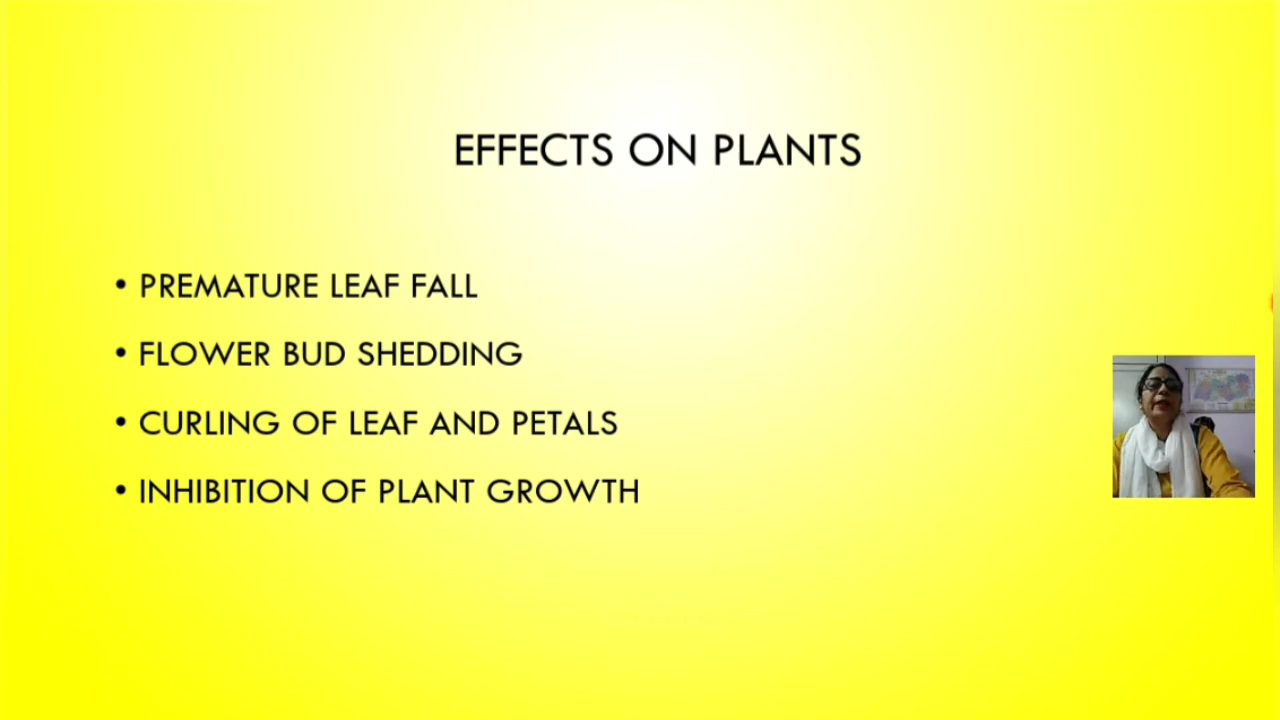 EFFECTS ON PLANTS
• PREMATURE LEAF FALL
• FLOWER BUD SHEDDING
• CURLING OF LEAF AND PETALS
• INHIBITION OF PLANT GROWTH